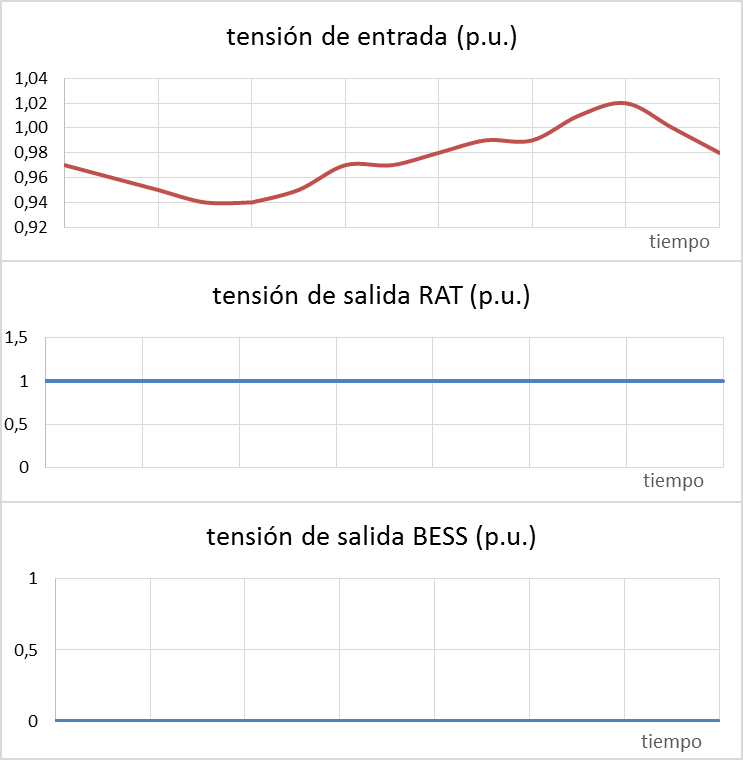 tensión de entrada (p.u.)
1,04
1,02
1,00
0,98
0,96
0,94
0,92
tiempo
tensión de salida RAT (p.u.)
1,5
1
0,5
0
tiempo
tensión de salida BESS (p.u.)
1
0,5
0
tiempo